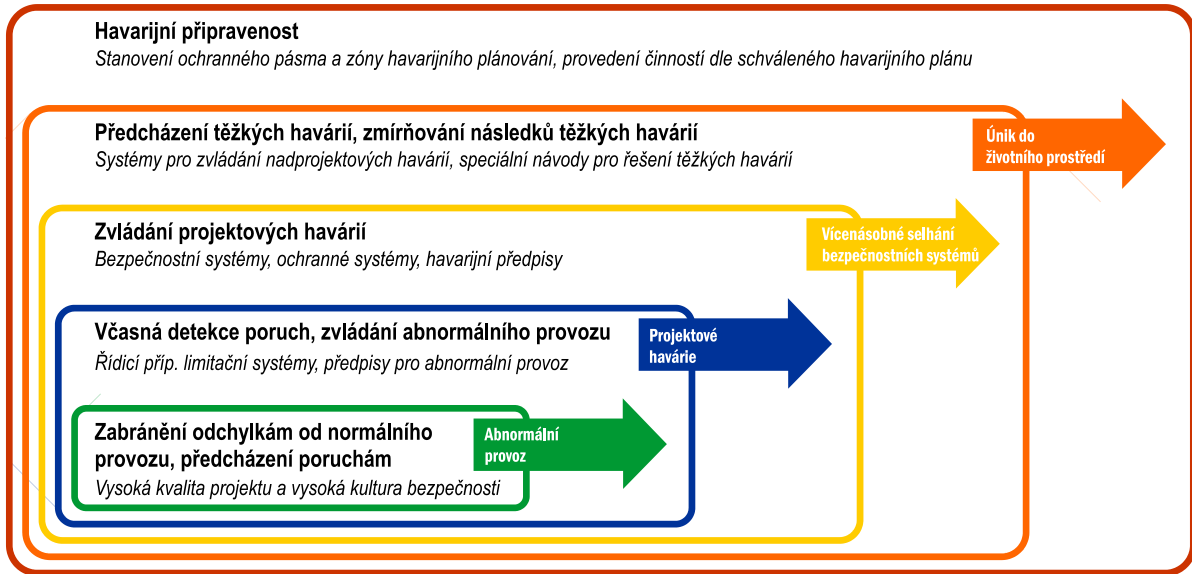 Havarijní připravenost
Stanovení ochranného pásma a zóny havarijního plánování, provedení činností dle schváleného havarijního plánu
Předcházení těžkých havárií, zmírňování následků těžkých havárií
Systémy pro zvládání nadprojektových havárií, speciální návody pro řešení těžkých havárií
Únik do
životního prostředí
Zvládání projektových havárií
Bezpečnostní systémy, ochranné systémy, havarijní předpisy
Vícenásobné selhání
bezpečnostních systémů
Včasná detekce poruch, zvládání abnormálního provozu
Řídicí příp. limitační systémy, předpisy pro abnormální provoz
Projektové
havárie
Zabránění odchylkám od normálního
provozu, předcházení poruchám
Vysoká kvalita projektu a vysoká kultura bezpečnosti
Abnormální
provoz